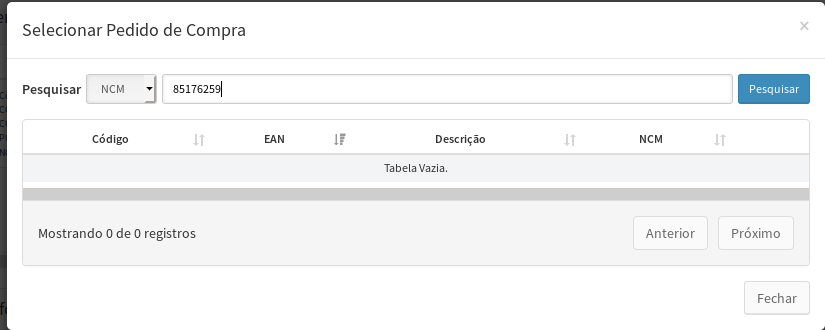 Selecionar Pedido de Compra ×
Pesquisar NCM 85176259 Pesquisar
Código EAN Descrição NCM
Tabela Vazia.
Mostrando 0 de 0 registros Anterior Próximo
Fechar